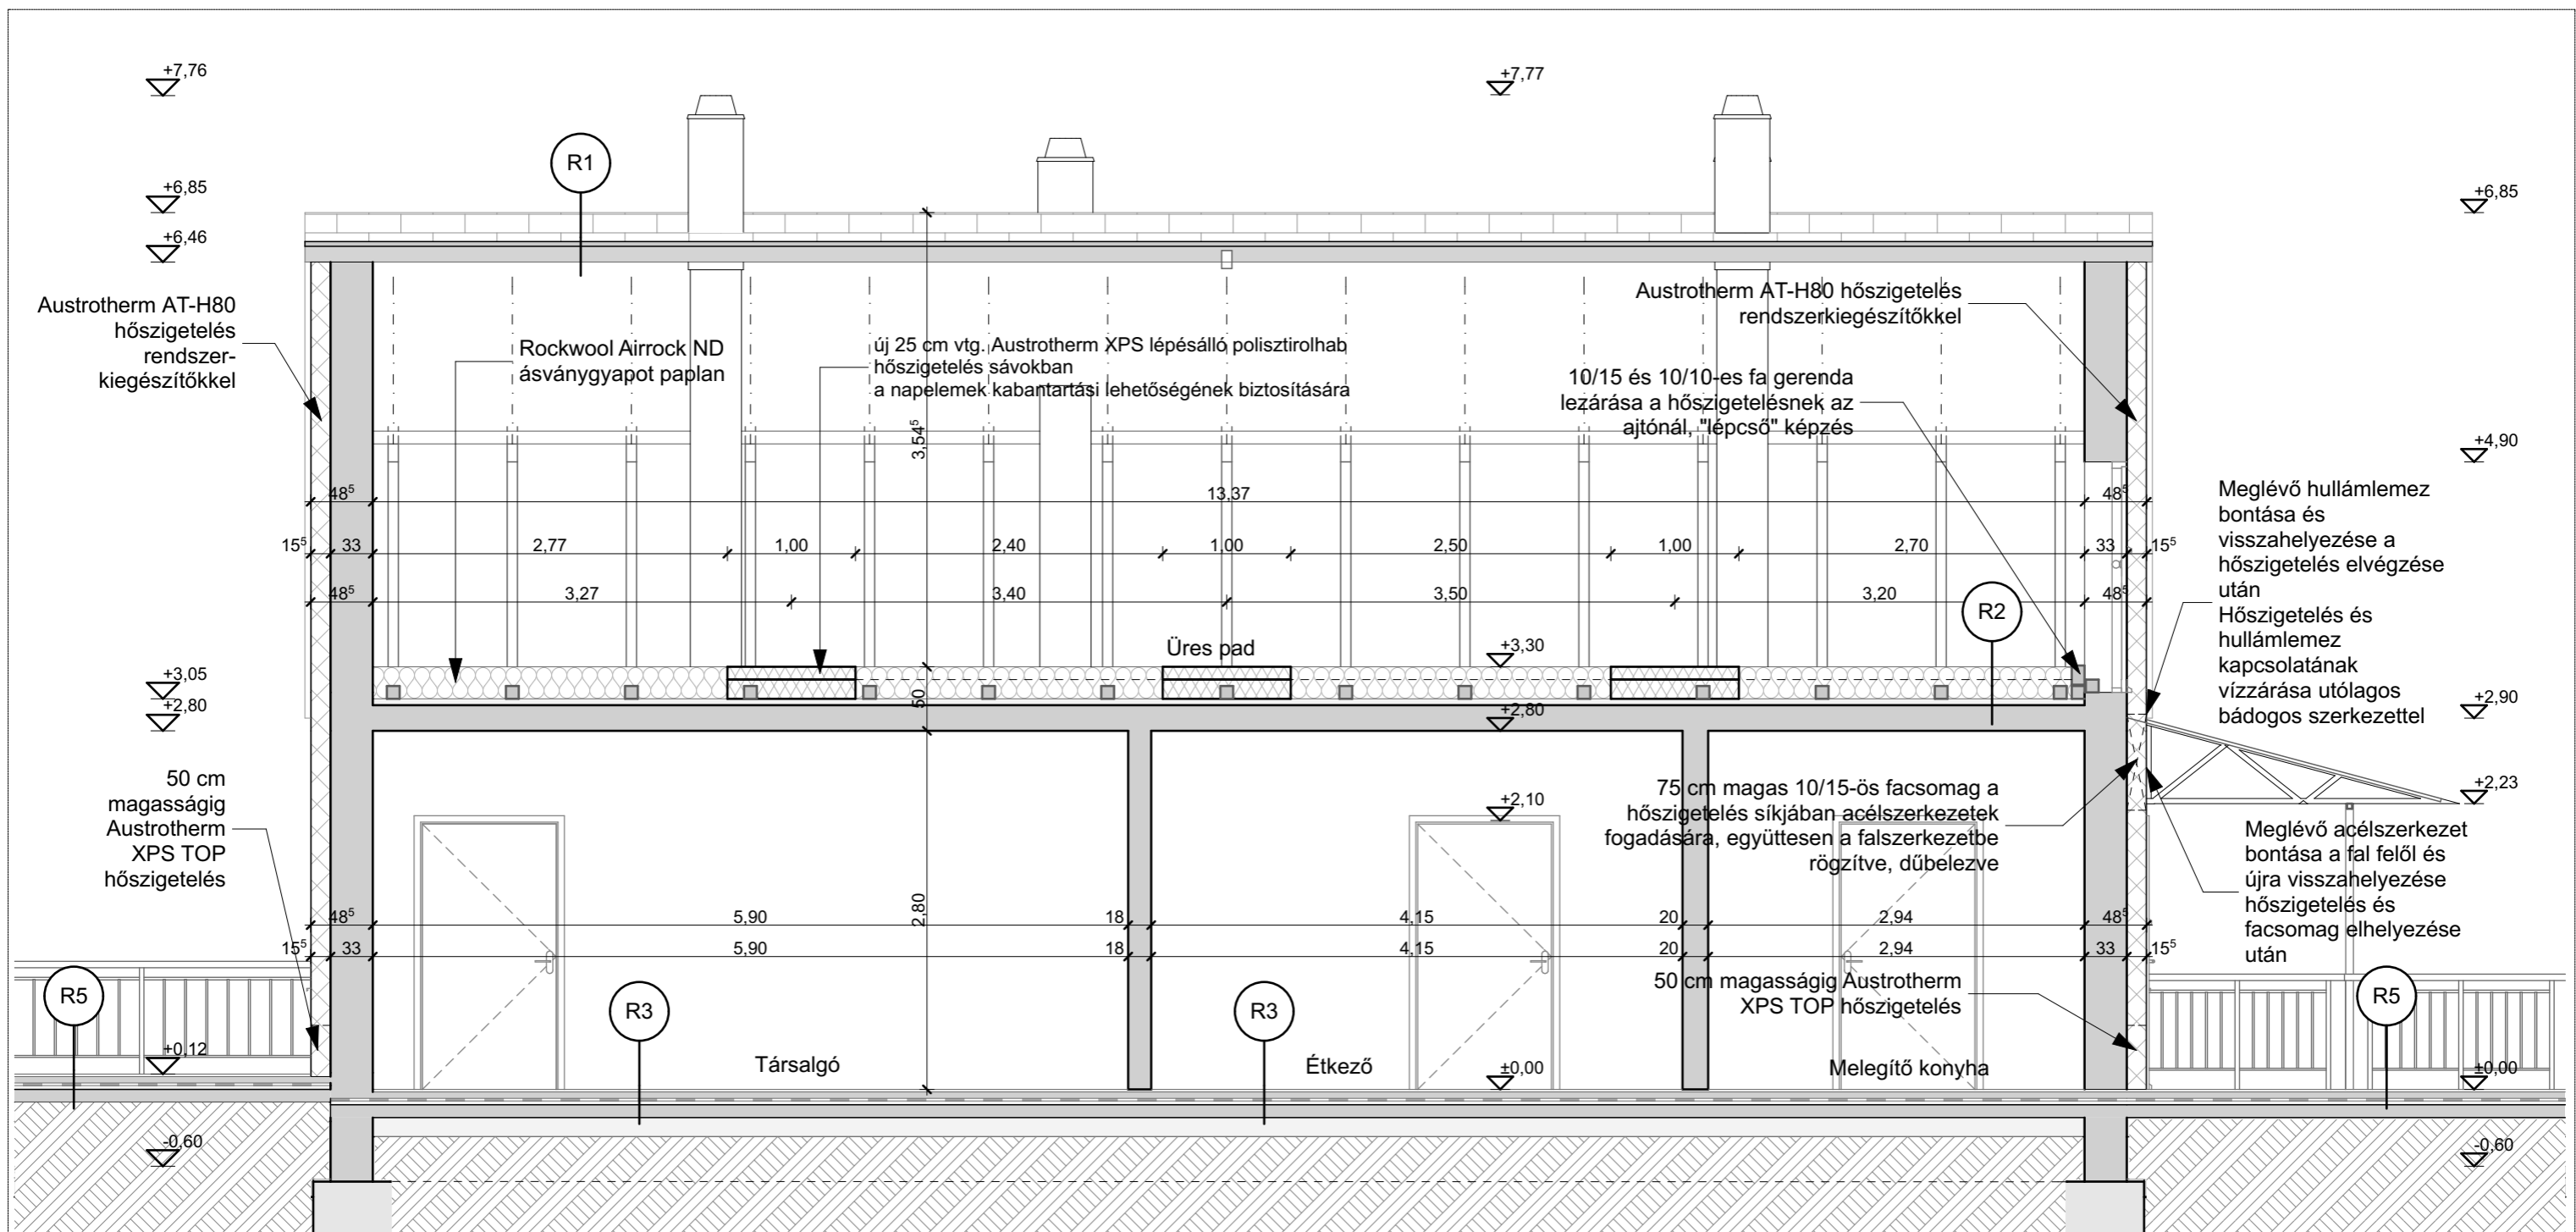 +7,76
+7,77
R1
+6,85
+6,85
+6,46
Austrotherm AT-H80
hőszigetelés
rendszer-
kiegészítőkkel
Rockwool Airrock ND
ásványgyapot paplan
új 25 cm vtg. Austrotherm XPS lépésálló polisztirolhab
hőszigetelés sávokban
a napelemek kabantartási lehetőségének biztosítására
Austrotherm AT-H80 hőszigetelés
rendszerkiegészítőkkel
10/15 és 10/10-es fa gerenda
lezárása a hőszigetelésnek az
ajtónál, "lépcső" képzés
3,54⁵
+4,90
48⁵ 13,37 48⁵
15⁵ 33 2,77 1,00 2,40 1,00 2,50 1,00 2,70 33 15⁵
48⁵ 3,27 3,40 3,50 3,20 48⁵
Meglévő hullámlemez
bontása és
visszahelyezése a
hőszigetelés elvégzése
után
Hőszigetelés és
hullámlemez
kapcsolatának
vízzárása utólagos
bádogos szerkezettel
R2
Üres pad
+3,30
+3,05
50
+2,80
+2,80
+2,90
50 cm
magasságig
Austrotherm
XPS TOP
hőszigetelés
+2,10
75 cm magas 10/15-ös facsomag a
hőszigetelés síkjában acélszerkezetek
fogadására, együttesen a falszerkezetbe
rögzítve, dűbelezve
+2,23
Meglévő acélszerkezet
bontása a fal felől és
újra visszahelyezése
hőszigetelés és
facsomag elhelyezése
után
2,80
48⁵ 5,90 18 4,15 20 2,94 48⁵
15⁵ 33 5,90 18 4,15 20 2,94 33 15⁵
50 cm magasságig Austrotherm
XPS TOP hőszigetelés
R5
R3
R3
R5
+0,12
Társalgó
Étkező
±0,00
Melegítő konyha
±0,00
-0,60
-0,60